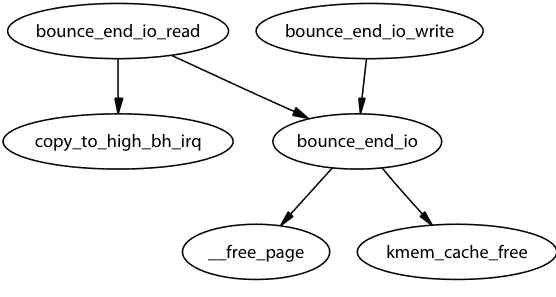 bounce_end_io_read
bounce_end_io_write
copy_to_high_bh_irq
bounce_end_io
__free_page
kmem_cache_free